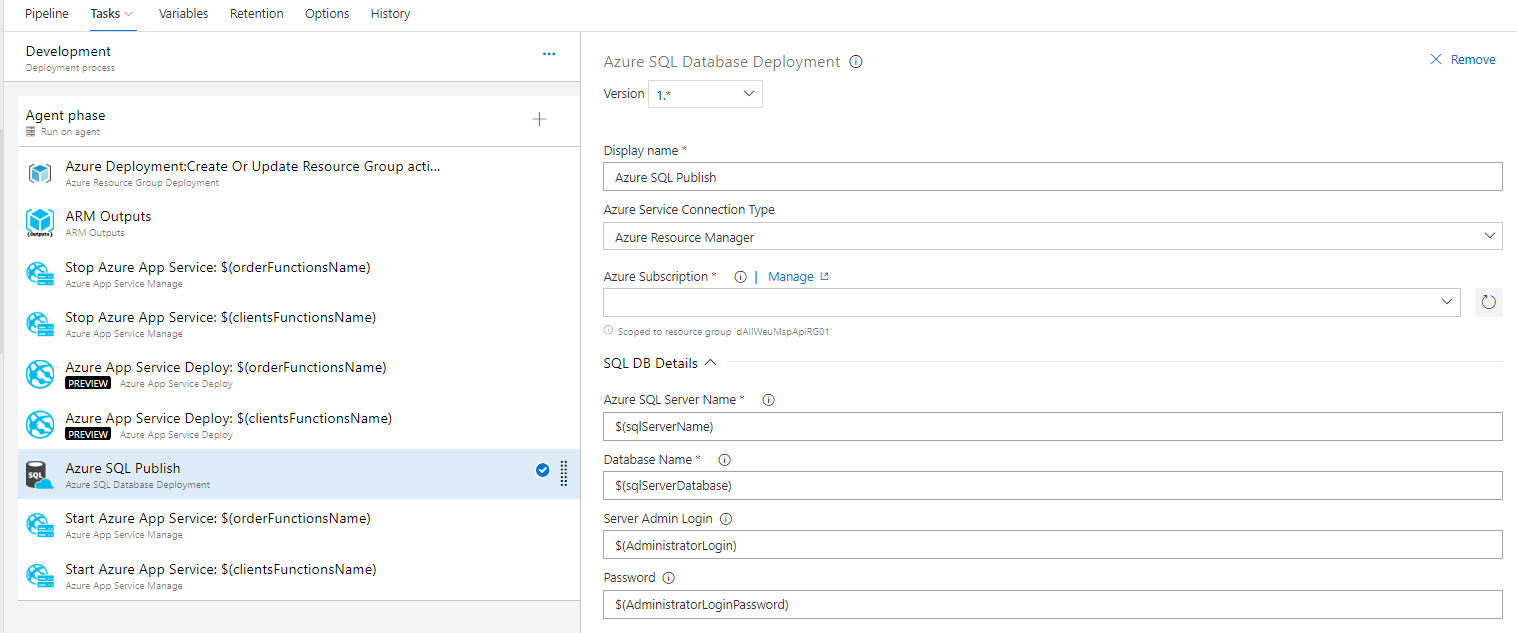 Pipeline Tasks Variables Retention Options History
Development
Deployment process
...
Agent phase
Run on agent
Azure Deployment:Create Or Update Resource Group acti...
Azure Resource Group Deployment
(Outputs)
ARM Outputs
ARM Outputs
Stop Azure App Service: $(orderFunctionsName)
Azure App Service Manage
Stop Azure App Service: $(clientsFunctionsName)
Azure App Service Manage
Azure App Service Deploy: $(orderFunctionsName)
PREVIEW Azure App Service Deploy
Azure App Service Deploy: $(clientsFunctionsName)
PREVIEW Azure App Service Deploy
SQL
Azure SQL Publish
Azure SQL Database Deployment
Start Azure App Service: $(orderFunctionsName)
Azure App Service Manage
Start Azure App Service: $(clientsFunctionsName)
Azure App Service Manage
Azure SQL Database Deployment
Remove
Version 1.*
Display name *
Azure SQL Publish
Azure Service Connection Type
Azure Resource Manager
Azure Subscription * | Manage
Scoped to resource group 'dAllWeuMspApiRG01'
SQL DB Details
Azure SQL Server Name *
$(sqlServerName)
Database Name *
$(sqlServerDatabase)
Server Admin Login
$(AdministratorLogin)
Password
$(AdministratorLoginPassword)